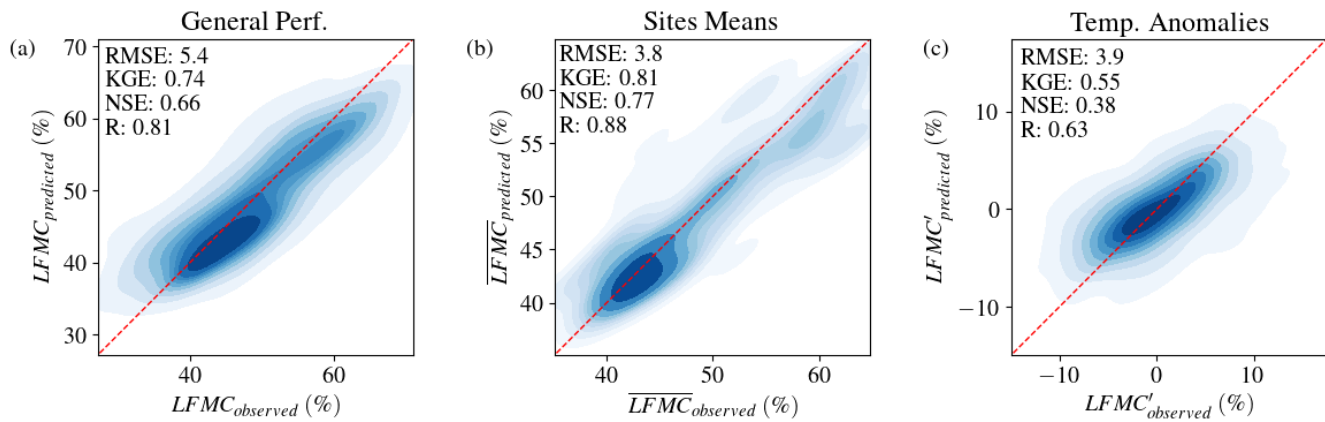 General Perf.
(a)
RMSE: 5.4
KGE: 0.74
NSE: 0.66
R: 0.81
70
60
50
40
30
LFMC_predicted (%)
40
60
LFMC_observed (%)
Sites Means
(b)
RMSE: 3.8
KGE: 0.81
NSE: 0.77
R: 0.88
60
55
50
45
40
L̅F̅M̅C̅_predicted (%)
40
50
60
L̅F̅M̅C̅_observed (%)
Temp. Anomalies
(c)
RMSE: 3.9
KGE: 0.55
NSE: 0.38
R: 0.63
10
0
−10
LFMC′_predicted (%)
−10
0
10
LFMC′_observed (%)